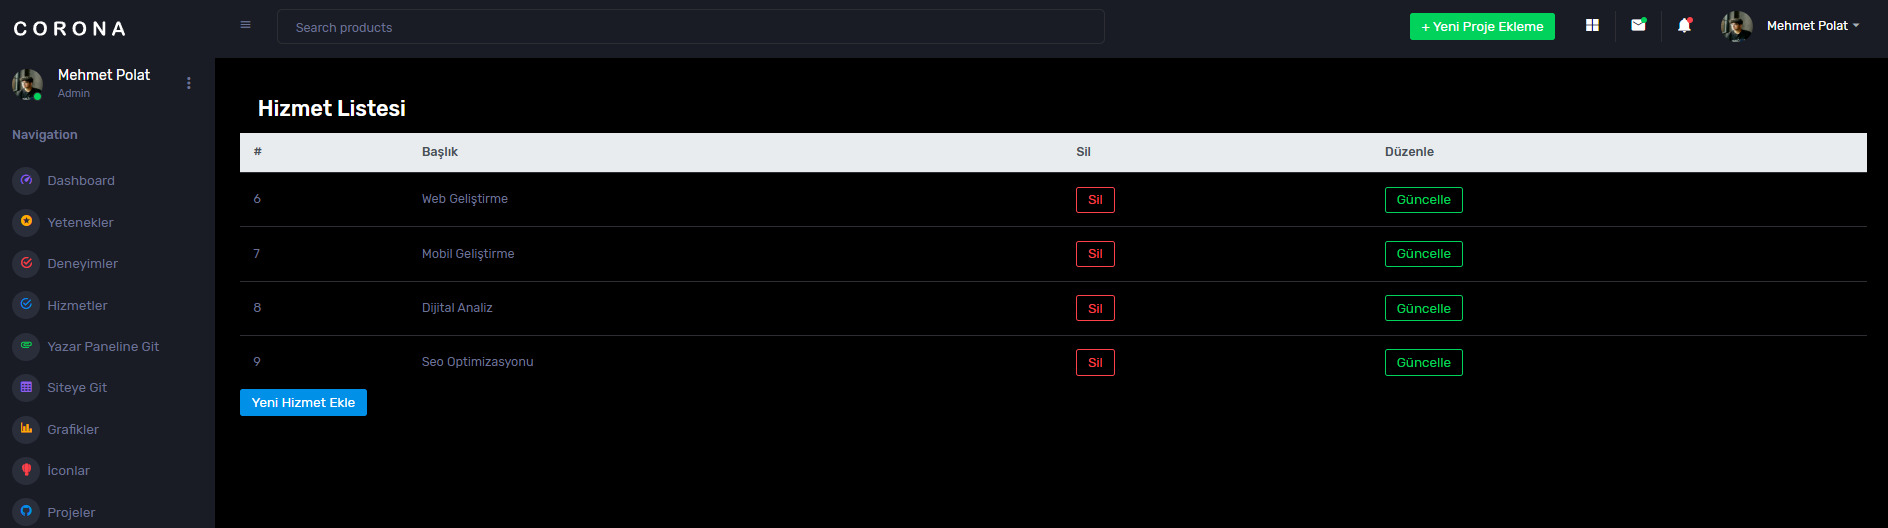 CORONA
Search products
+ Yeni Proje Ekleme
Mehmet Polat
Mehmet Polat
Admin
Navigation
Dashboard
Yetenekler
Deneyimler
Hizmetler
Yazar Paneline Git
Siteye Git
Grafikler
İconlar
Projeler
Hizmet Listesi
# Başlık Sil Düzenle
6 Web Geliştirme Sil Güncelle
7 Mobil Geliştirme Sil Güncelle
8 Dijital Analiz Sil Güncelle
9 Seo Optimizasyonu Sil Güncelle
Yeni Hizmet Ekle